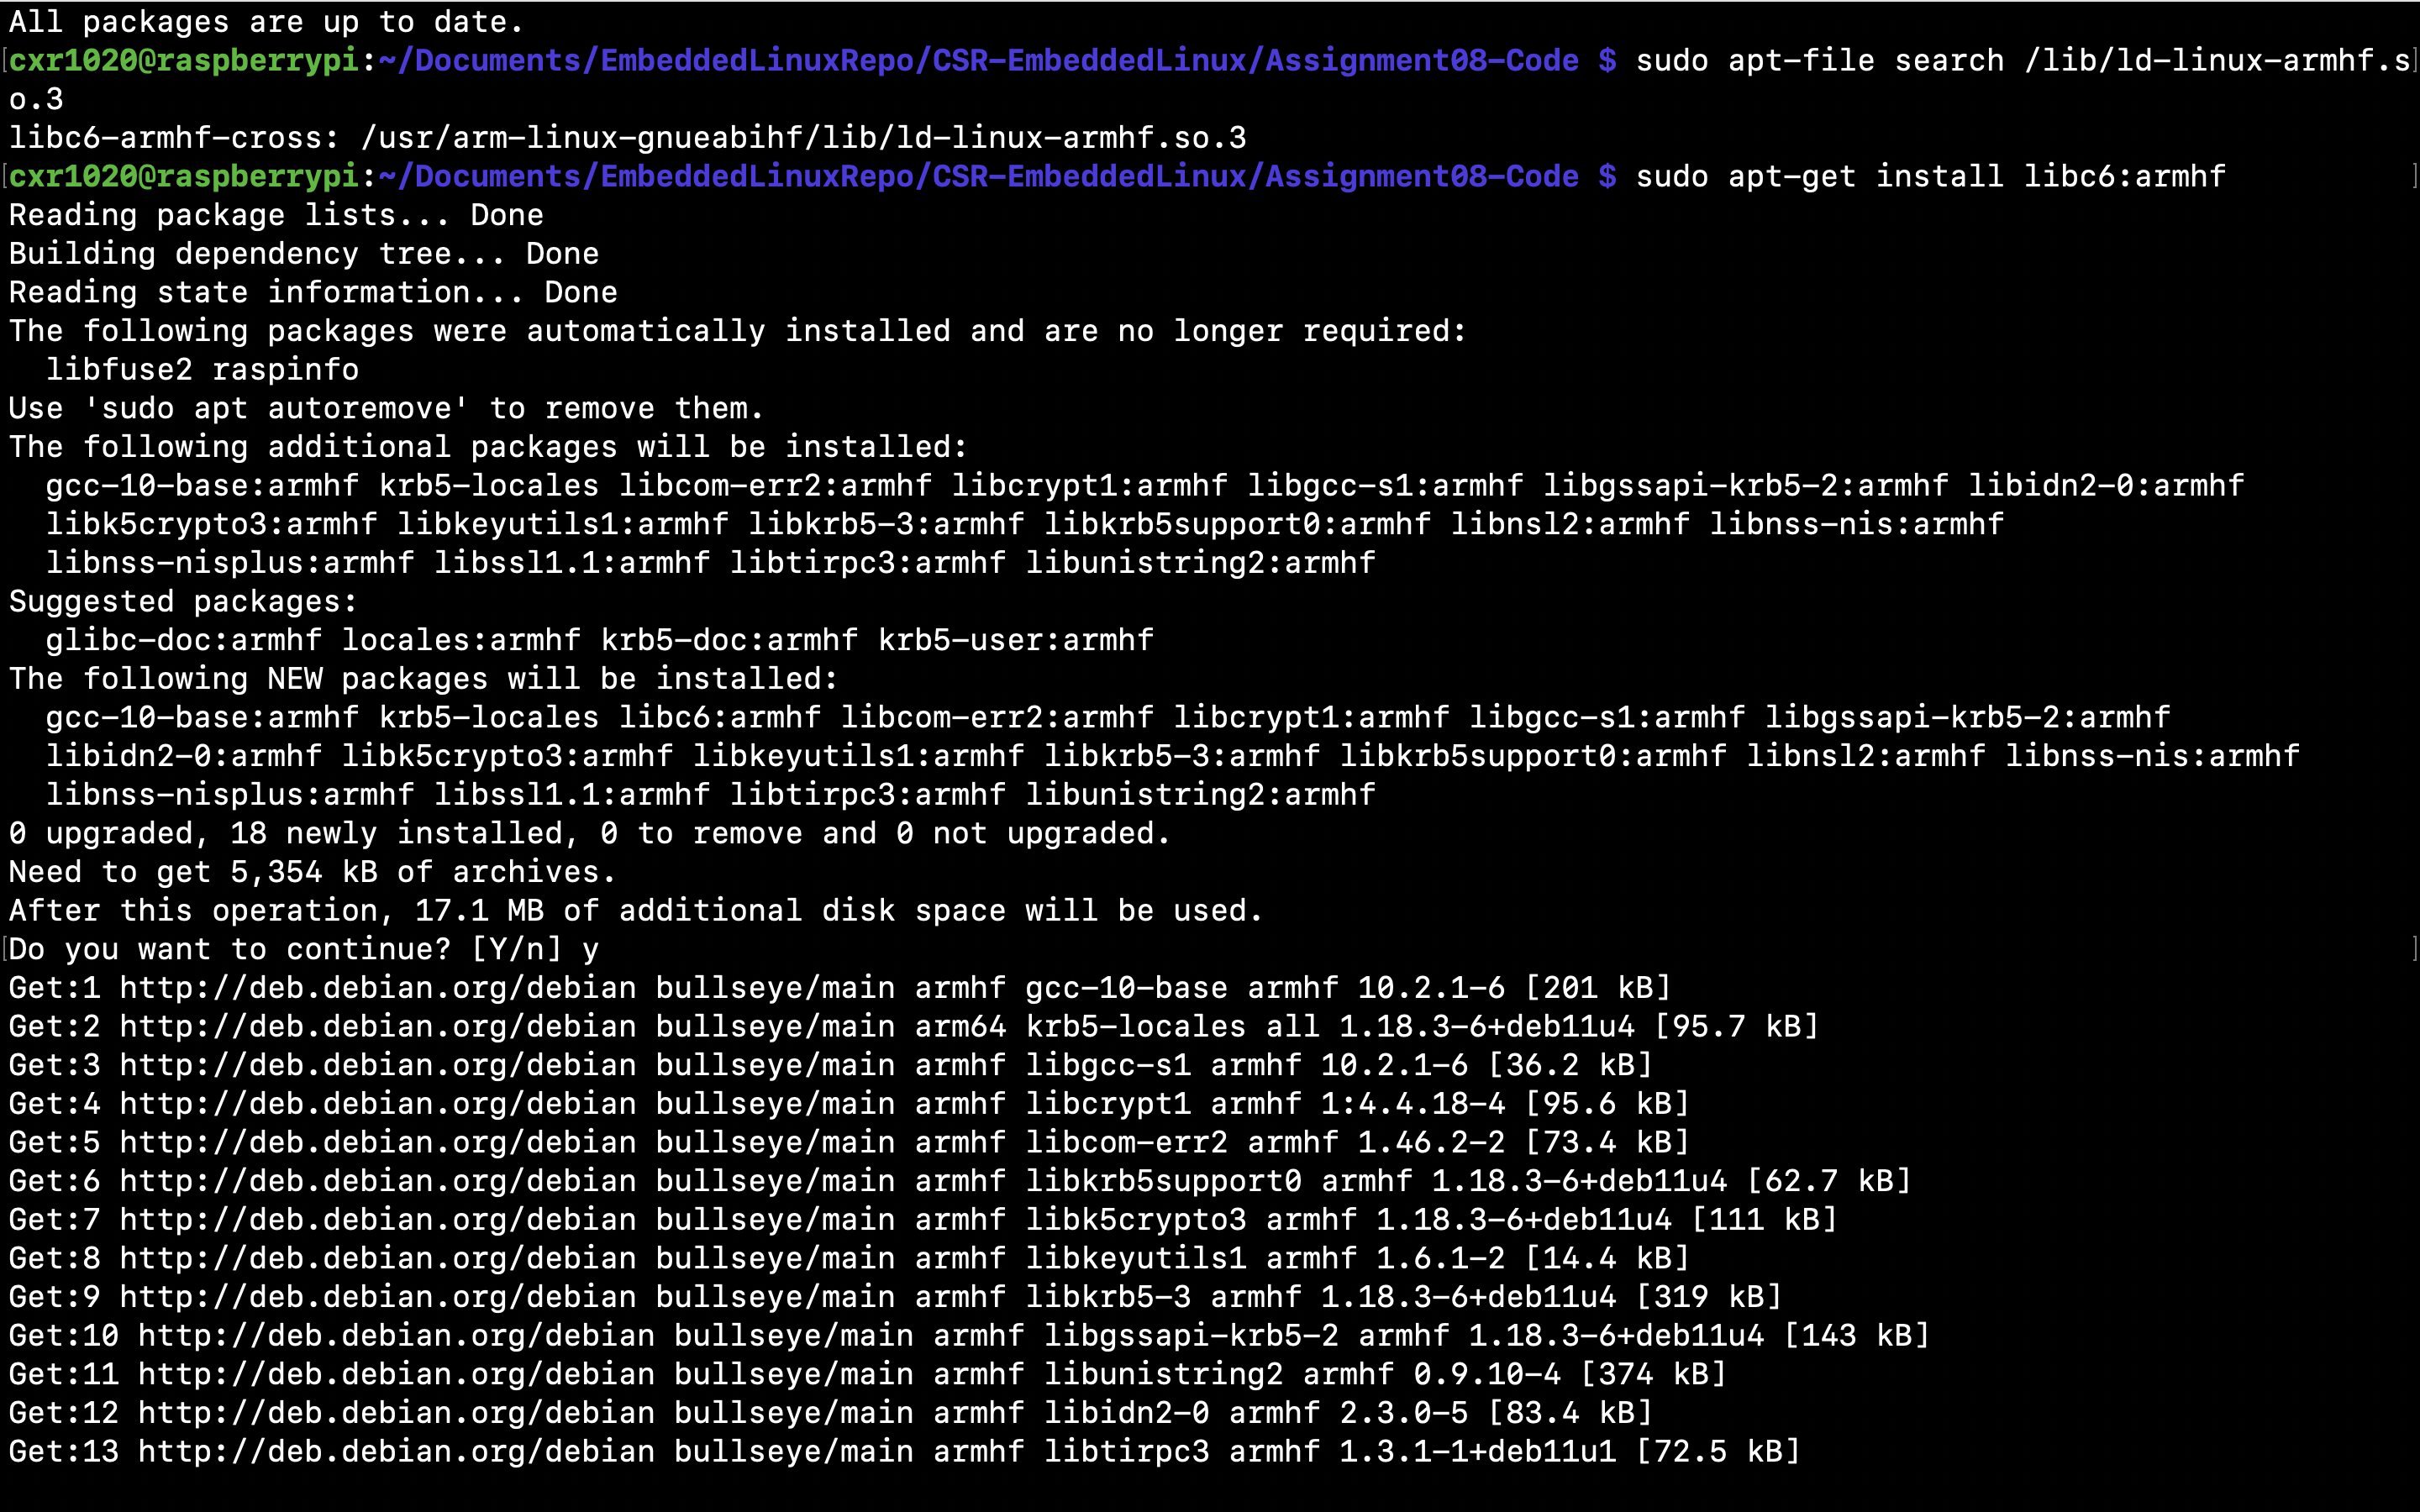 All packages are up to date.
[cxr1020@raspberrypi:~/Documents/EmbeddedLinuxRepo/CSR-EmbeddedLinux/Assignment08-Code $ sudo apt-file search /lib/ld-linux-armhf.s]
o.3
libc6-armhf-cross: /usr/arm-linux-gnueabihf/lib/ld-linux-armhf.so.3
[cxr1020@raspberrypi:~/Documents/EmbeddedLinuxRepo/CSR-EmbeddedLinux/Assignment08-Code $ sudo apt-get install libc6:armhf ]
Reading package lists... Done
Building dependency tree... Done
Reading state information... Done
The following packages were automatically installed and are no longer required:
  libfuse2 raspinfo
Use 'sudo apt autoremove' to remove them.
The following additional packages will be installed:
  gcc-10-base:armhf krb5-locales libcom-err2:armhf libcrypt1:armhf libgcc-s1:armhf libgssapi-krb5-2:armhf libidn2-0:armhf
  libk5crypto3:armhf libkeyutils1:armhf libkrb5-3:armhf libkrb5support0:armhf libnsl2:armhf libnss-nis:armhf
  libnss-nisplus:armhf libssl1.1:armhf libtirpc3:armhf libunistring2:armhf
Suggested packages:
  glibc-doc:armhf locales:armhf krb5-doc:armhf krb5-user:armhf
The following NEW packages will be installed:
  gcc-10-base:armhf krb5-locales libc6:armhf libcom-err2:armhf libcrypt1:armhf libgcc-s1:armhf libgssapi-krb5-2:armhf
  libidn2-0:armhf libk5crypto3:armhf libkeyutils1:armhf libkrb5-3:armhf libkrb5support0:armhf libnsl2:armhf libnss-nis:armhf
  libnss-nisplus:armhf libssl1.1:armhf libtirpc3:armhf libunistring2:armhf
0 upgraded, 18 newly installed, 0 to remove and 0 not upgraded.
Need to get 5,354 kB of archives.
After this operation, 17.1 MB of additional disk space will be used.
[Do you want to continue? [Y/n] y ]
Get:1 http://deb.debian.org/debian bullseye/main armhf gcc-10-base armhf 10.2.1-6 [201 kB]
Get:2 http://deb.debian.org/debian bullseye/main arm64 krb5-locales all 1.18.3-6+deb11u4 [95.7 kB]
Get:3 http://deb.debian.org/debian bullseye/main armhf libgcc-s1 armhf 10.2.1-6 [36.2 kB]
Get:4 http://deb.debian.org/debian bullseye/main armhf libcrypt1 armhf 1:4.4.18-4 [95.6 kB]
Get:5 http://deb.debian.org/debian bullseye/main armhf libcom-err2 armhf 1.46.2-2 [73.4 kB]
Get:6 http://deb.debian.org/debian bullseye/main armhf libkrb5support0 armhf 1.18.3-6+deb11u4 [62.7 kB]
Get:7 http://deb.debian.org/debian bullseye/main armhf libk5crypto3 armhf 1.18.3-6+deb11u4 [111 kB]
Get:8 http://deb.debian.org/debian bullseye/main armhf libkeyutils1 armhf 1.6.1-2 [14.4 kB]
Get:9 http://deb.debian.org/debian bullseye/main armhf libkrb5-3 armhf 1.18.3-6+deb11u4 [319 kB]
Get:10 http://deb.debian.org/debian bullseye/main armhf libgssapi-krb5-2 armhf 1.18.3-6+deb11u4 [143 kB]
Get:11 http://deb.debian.org/debian bullseye/main armhf libunistring2 armhf 0.9.10-4 [374 kB]
Get:12 http://deb.debian.org/debian bullseye/main armhf libidn2-0 armhf 2.3.0-5 [83.4 kB]
Get:13 http://deb.debian.org/debian bullseye/main armhf libtirpc3 armhf 1.3.1-1+deb11u1 [72.5 kB]